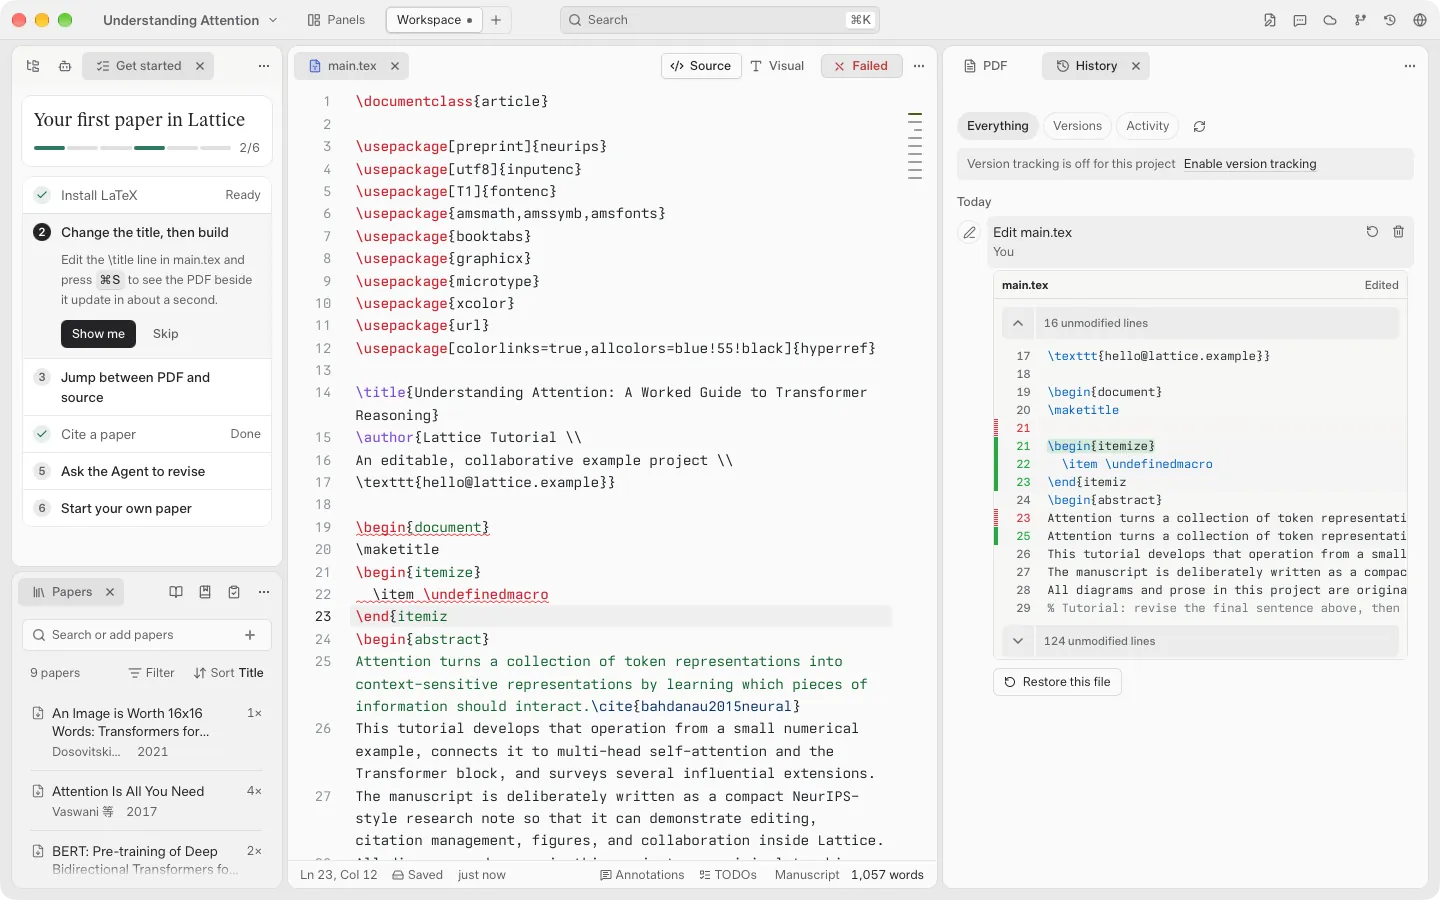 Understanding Attention
Panels
Workspace
Search
⌘K
Get started
Your first paper in Lattice
2/6
Install LaTeX
Ready
2
Change the title, then build
Edit the \title line in main.tex and
press ⌘S to see the PDF beside
it update in about a second.
Show me
Skip
3
Jump between PDF and
source
Cite a paper
Done
5
Ask the Agent to revise
6
Start your own paper
Papers
Search or add papers
9 papers
Filter
Sort Title
An Image is Worth 16x16
Words: Transformers for...
1×
Dosovitski... 2021
Attention Is All You Need
4×
Vaswani 等 2017
BERT: Pre-training of Deep
2×
Bidirectional Transformers fo...
main.tex
Source
Visual
Failed
1 \documentclass{article}
2
3 \usepackage[preprint]{neurips}
4 \usepackage[utf8]{inputenc}
5 \usepackage[T1]{fontenc}
6 \usepackage{amsmath,amssymb,amsfonts}
7 \usepackage{booktabs}
8 \usepackage{graphicx}
9 \usepackage{microtype}
10 \usepackage{xcolor}
11 \usepackage{url}
12 \usepackage[colorlinks=true,allcolors=blue!55!black]{hyperref}
13
14 \title{Understanding Attention: A Worked Guide to Transformer
Reasoning}
15 \author{Lattice Tutorial \\
16 An editable, collaborative example project \\
17 \texttt{hello@lattice.example}}
18
19 \begin{document}
20 \maketitle
21 \begin{itemize}
22 \item \undefinedmacro
23 \end{itemiz
24 \begin{abstract}
25 Attention turns a collection of token representations into
context-sensitive representations by learning which pieces of
information should interact.\cite{bahdanau2015neural}
26 This tutorial develops that operation from a small numerical
example, connects it to multi-head self-attention and the
Transformer block, and surveys several influential extensions.
27 The manuscript is deliberately written as a compact NeurIPS-
style research note so that it can demonstrate editing,
citation management, figures, and collaboration inside Lattice.
Ln 23, Col 12
Saved
just now
Annotations
TODOs
Manuscript
1,057 words
PDF
History
Everything
Versions
Activity
Version tracking is off for this project
Enable version tracking
Today
Edit main.tex
You
main.tex
Edited
16 unmodified lines
17 \texttt{hello@lattice.example}}
18
19 \begin{document}
20 \maketitle
21
21 \begin{itemize}
22 \item \undefinedmacro
23 \end{itemiz
24 \begin{abstract}
23 Attention turns a collection of token representati
25 Attention turns a collection of token representati
26 This tutorial develops that operation from a small
27 The manuscript is deliberately written as a compac
28 All diagrams and prose in this project are origina
29 % Tutorial: revise the final sentence above, then
124 unmodified lines
Restore this file